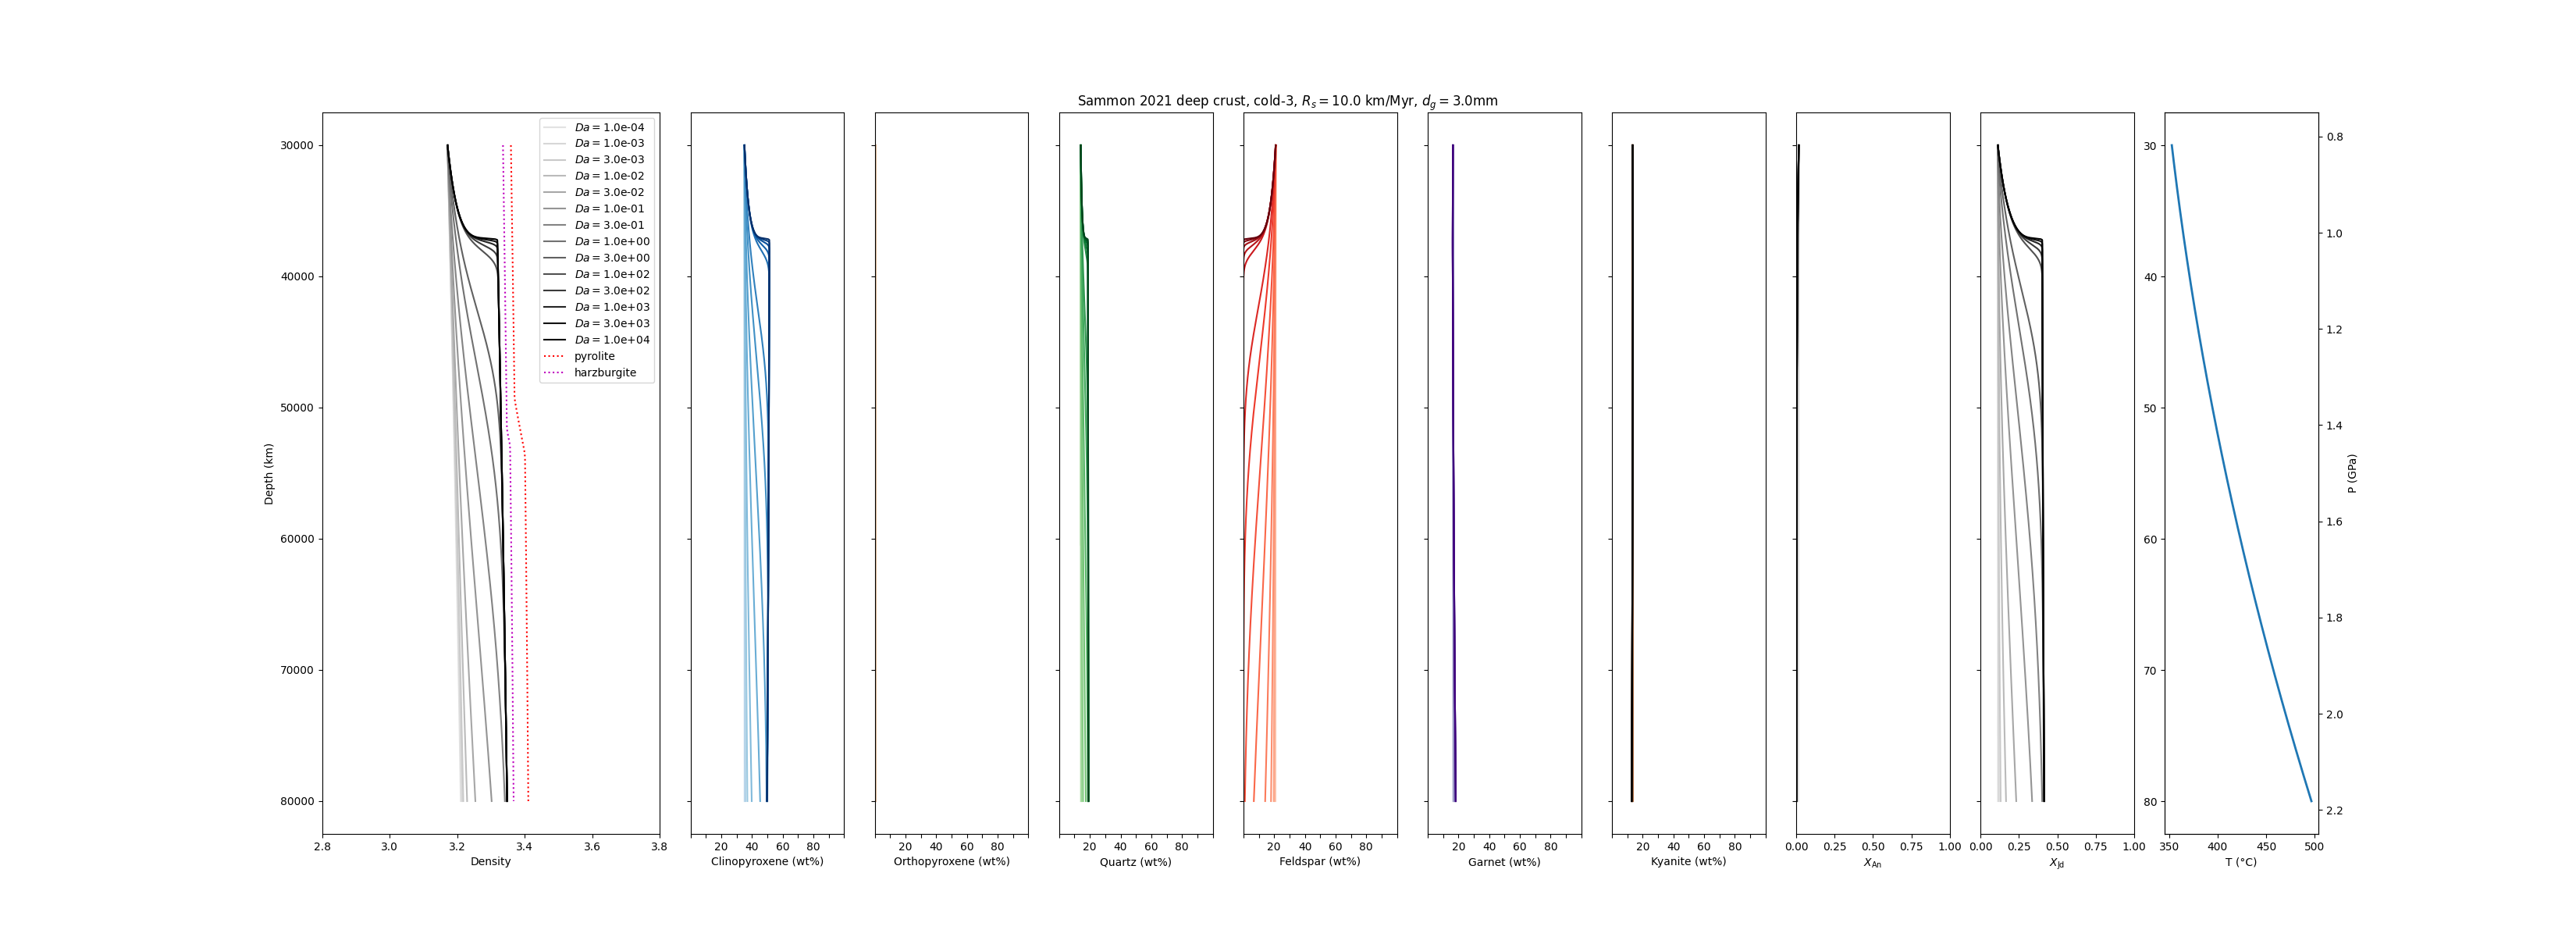 Sammon 2021 deep crust, cold-3, R_s = 10.0 km/Myr, d_g = 3.0mm
Da = 1.0e-04
Da = 1.0e-03
Da = 3.0e-03
Da = 1.0e-02
Da = 3.0e-02
Da = 1.0e-01
Da = 3.0e-01
Da = 1.0e+00
Da = 3.0e+00
Da = 1.0e+02
Da = 3.0e+02
Da = 1.0e+03
Da = 3.0e+03
Da = 1.0e+04
pyrolite
harzburgite
Depth (km)
30000
40000
50000
60000
70000
80000
2.8 3.0 3.2 3.4 3.6 3.8
Density
20 40 60 80
Clinopyroxene (wt%)
20 40 60 80
Orthopyroxene (wt%)
20 40 60 80
Quartz (wt%)
20 40 60 80
Feldspar (wt%)
20 40 60 80
Garnet (wt%)
20 40 60 80
Kyanite (wt%)
0.00 0.25 0.50 0.75 1.00
X_An
0.00 0.25 0.50 0.75 1.00
X_Jd
30
40
50
60
70
80
350 400 450 500
T (°C)
0.8
1.0
1.2
1.4
1.6
1.8
2.0
2.2
P (GPa)